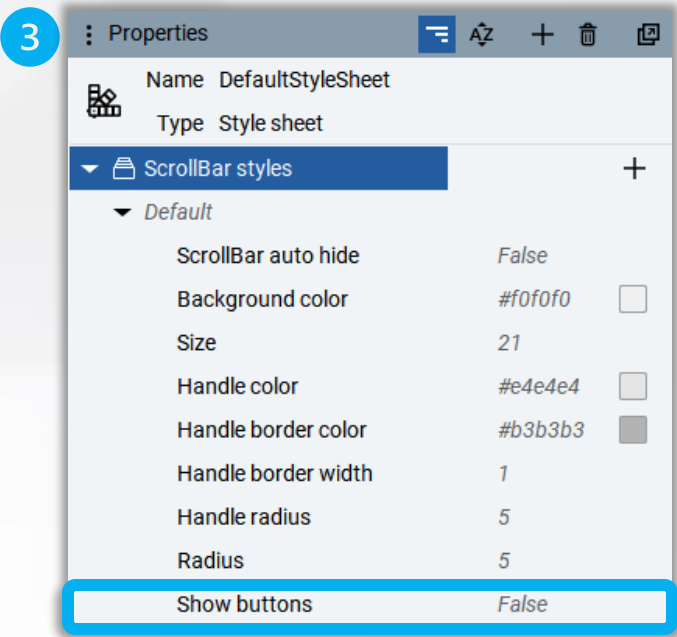 3
Properties
Name DefaultStyleSheet
Type Style sheet
ScrollBar styles
Default
ScrollBar auto hide False
Background color #f0f0f0
Size 21
Handle color #e4e4e4
Handle border color #b3b3b3
Handle border width 1
Handle radius 5
Radius 5
Show buttons False